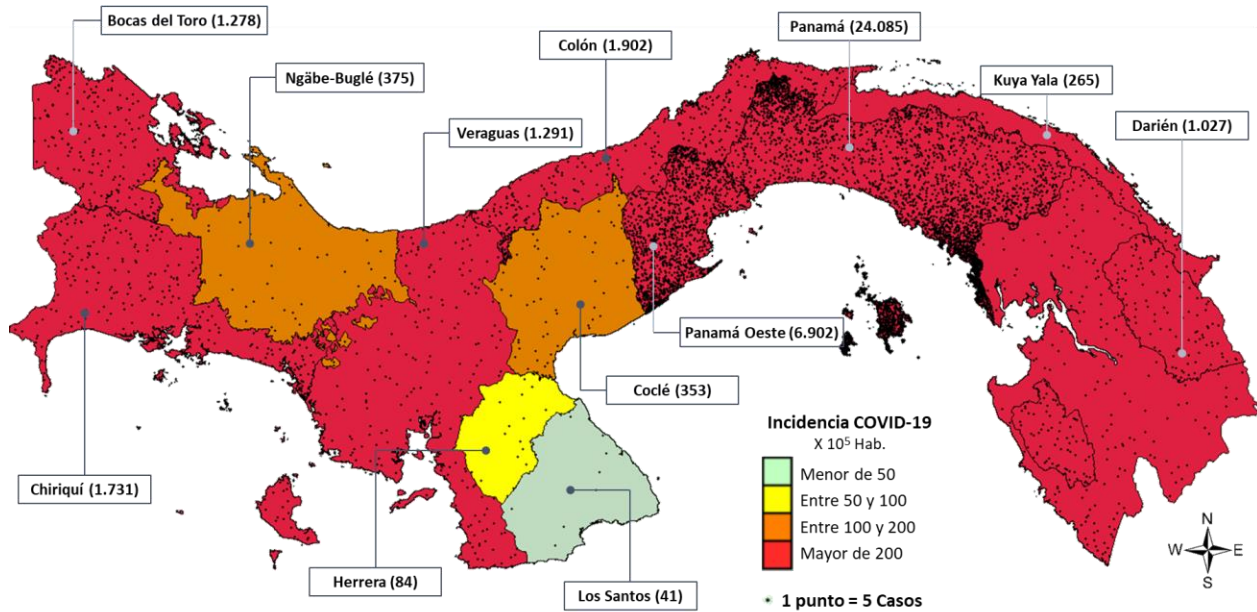 Bocas del Toro (1.278)
Ngäbe-Buglé (375)
Veraguas (1.291)
Colón (1.902)
Panamá (24.085)
Kuya Yala (265)
Darién (1.027)
Panamá Oeste (6.902)
Coclé (353)
Chiriquí (1.731)
Herrera (84)
Los Santos (41)
Incidencia COVID-19
X 10⁵ Hab.
Menor de 50
Entre 50 y 100
Entre 100 y 200
Mayor de 200
1 punto = 5 Casos
N
W E
S